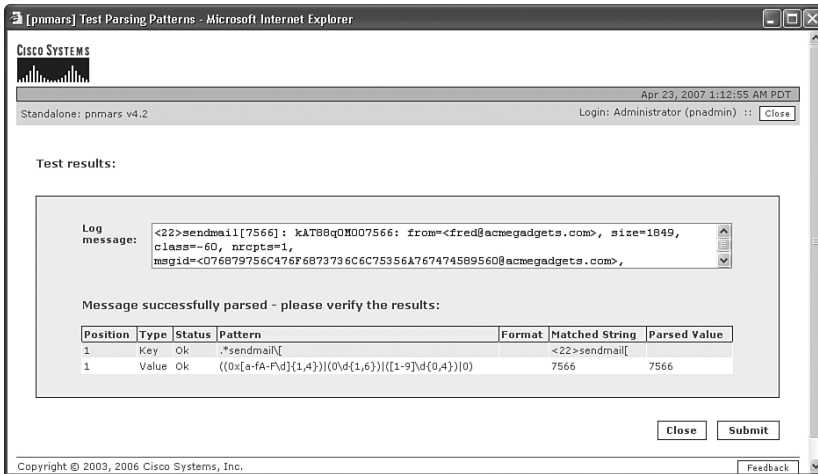 [pnmars] Test Parsing Patterns - Microsoft Internet Explorer
CISCO SYSTEMS
Apr 23, 2007 1:12:55 AM PDT
Standalone: pnmars v4.2
Login: Administrator (pnadmin) :: Close
Test results:
Log message:
<22>sendmail[7566]: kAT88q0M007566: from=<fred@acmegadgets.com>, size=1849,
class=-60, nrcpts=1,
msgid=<076879756C476F6873736C6C75356A767474589560@acmegadgets.com>,
Message successfully parsed - please verify the results:
Position Type Status Pattern Format Matched String Parsed Value
1 Key Ok .*sendmail\[ <22>sendmail[
1 Value Ok ((0x[a-fA-F\d]{1,4})|(0\d{1,6})|([1-9]\d{0,4})|0) 7566 7566
Close Submit
Copyright © 2003, 2006 Cisco Systems, Inc.
Feedback